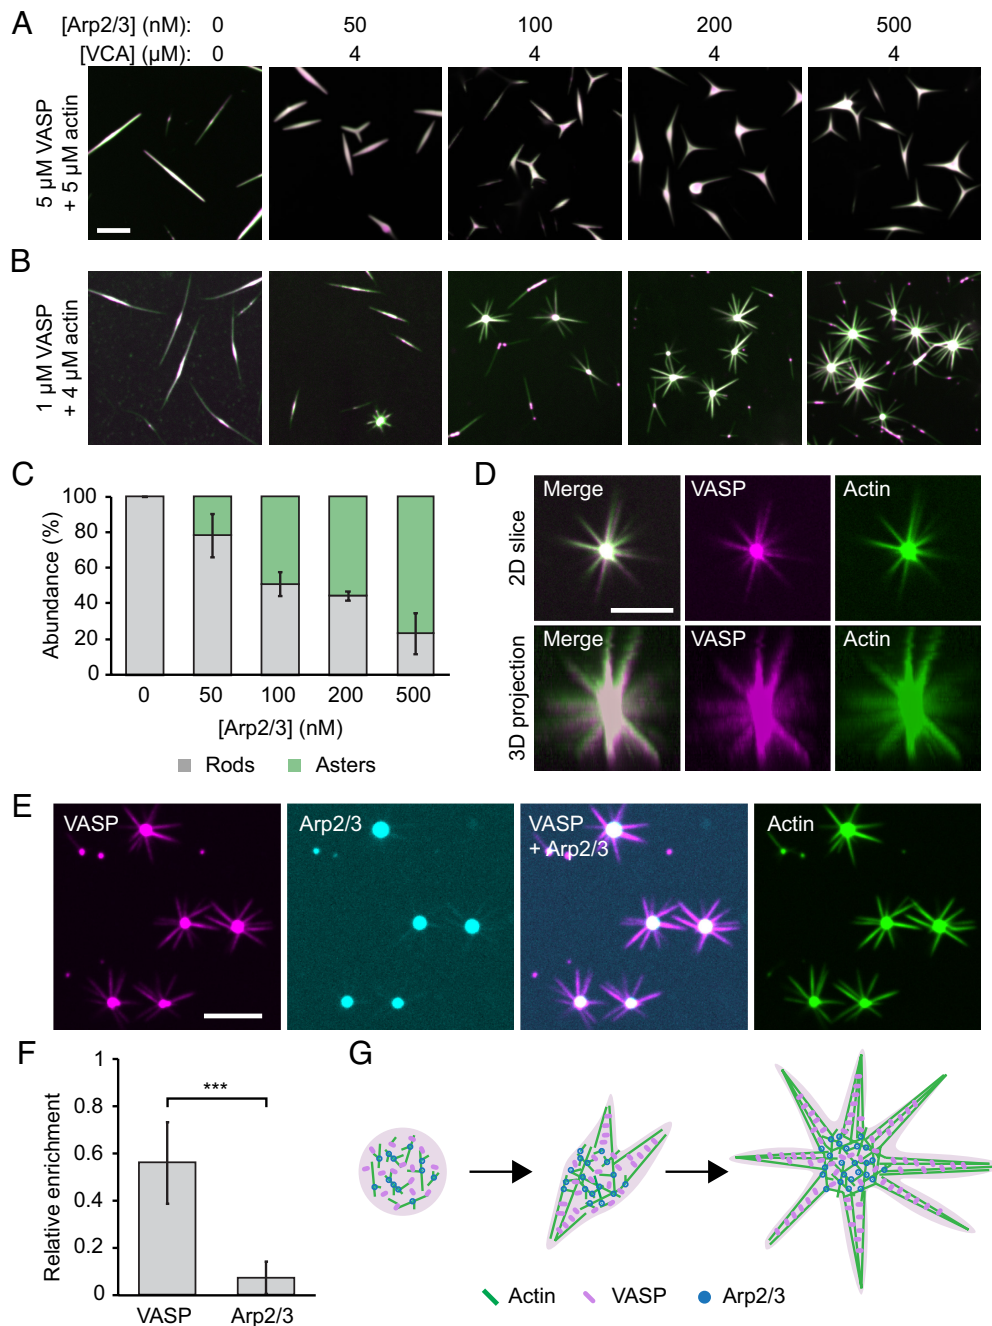 A
[Arp2/3] (nM): 0 50 100 200 500
[VCA] (µM): 0 4 4 4 4
5 µM VASP
+ 5 µM actin
B
1 µM VASP
+ 4 µM actin
C
Abundance (%)
100
80
60
40
20
0
0 50 100 200 500
[Arp2/3] (nM)
Rods Asters
D
2D slice
Merge VASP Actin
3D projection
Merge VASP Actin
E
VASP Arp2/3 VASP Actin
+ Arp2/3
F
Relative enrichment
1
0.8
0.6
0.4
0.2
0
***
VASP Arp2/3
G
Actin VASP Arp2/3